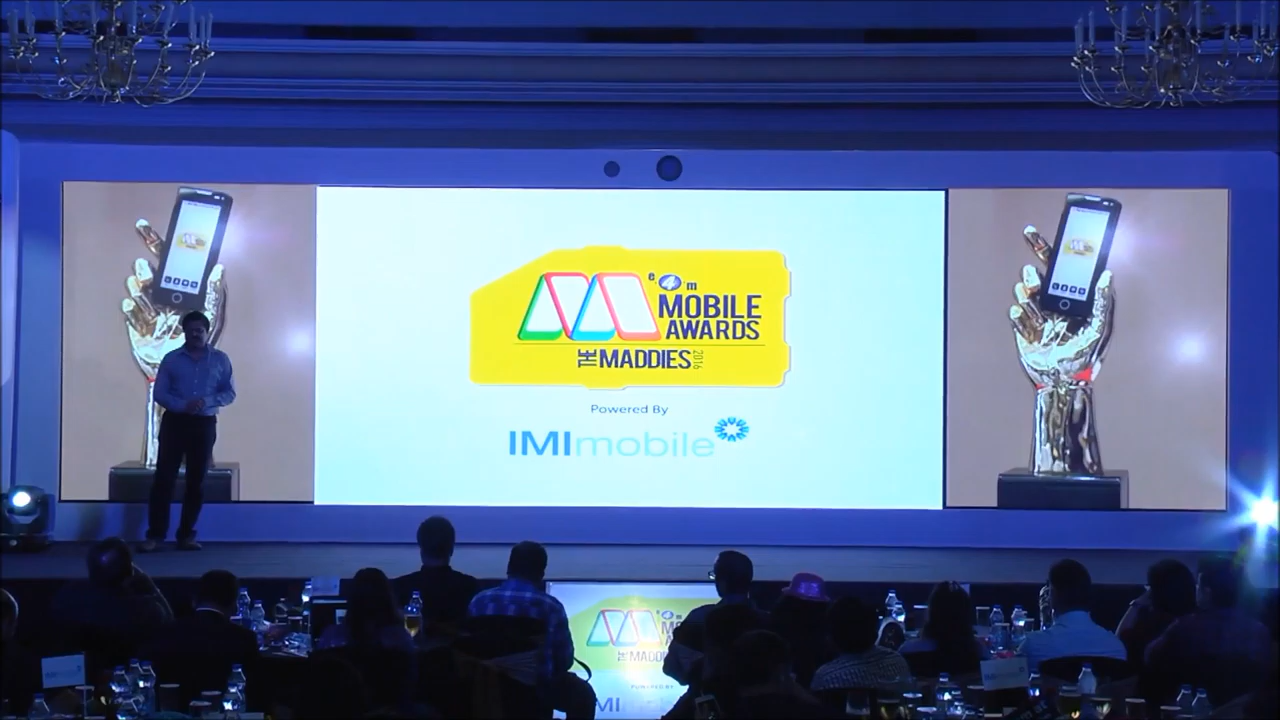 e4m
MOBILE
AWARDS
THE MADDIES 2016
Powered By
IMImobile